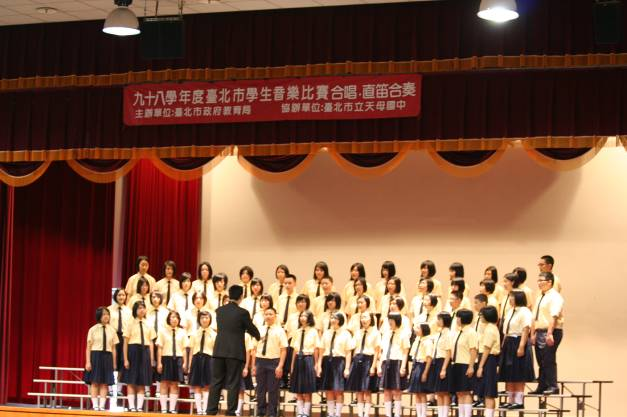 九十八學年度臺北市學生音樂比賽合唱.直笛合奏
主辦單位:臺北市政府教育局 協辦單位:臺北市立天母國中